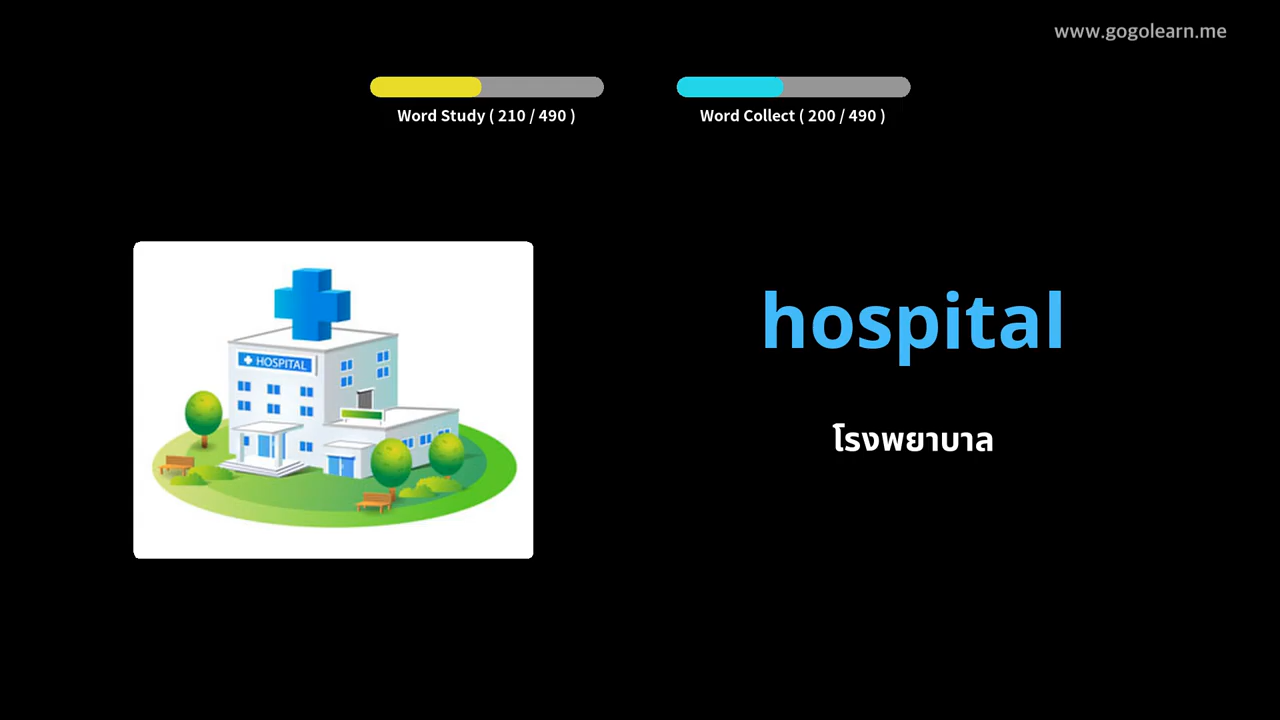 www.gogolearn.me
Word Study ( 210 / 490 )
Word Collect ( 200 / 490 )
HOSPITAL
hospital
โรงพยาบาล